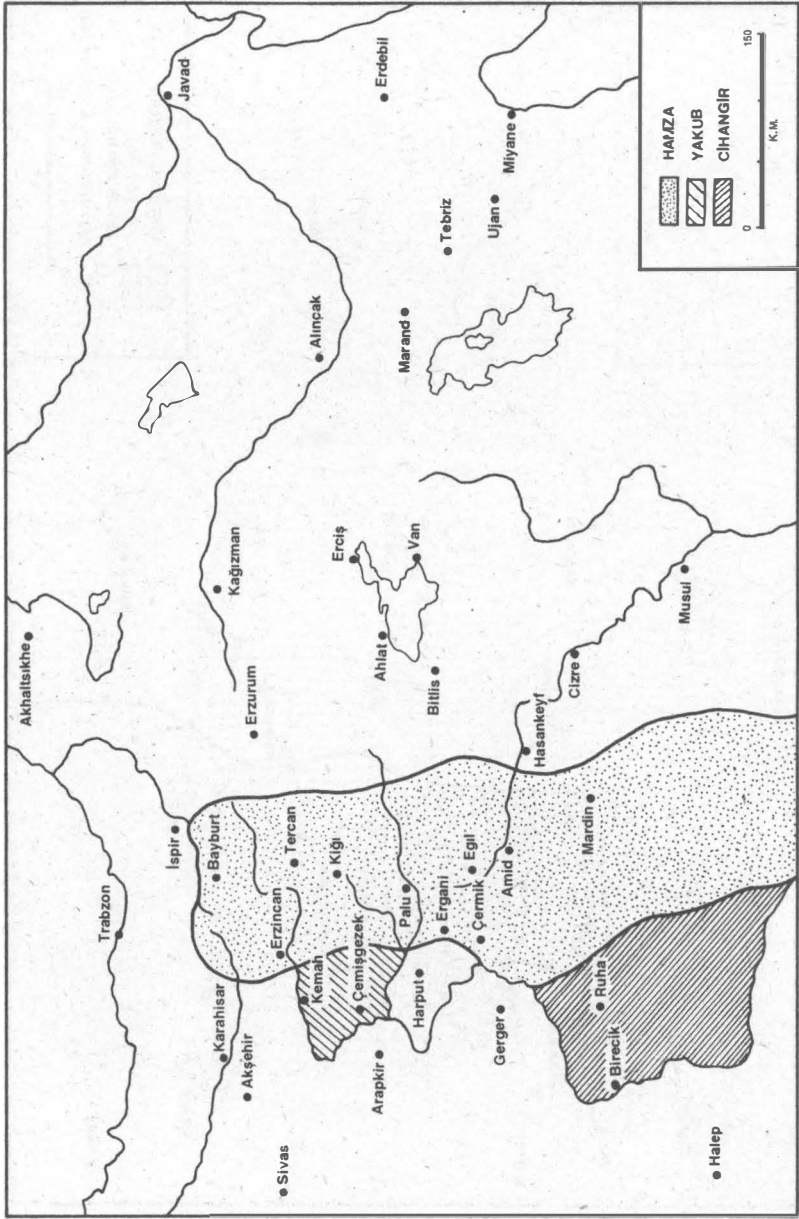 Trabzon
Akhaltsıkhe
Javad
İspir
Bayburt
Karahisar
Akşehir
Sivas
Erzincan
Tercan
Erzurum
Kağızman
Alınçak
Erdebil
Kemah
Kiğı
Çemişgezek
Arapkir
Palu
Harput
Ergani
Egil
Çermik
Amid
Gerger
Ahlat
Erciş
Van
Bitlis
Marand
Tebriz
Ujan
Miyane
Hasankeyf
Cizre
Musul
Mardin
Ruha
Birecik
Halep
HAMZA
YAKUB
CİHANGİR
0
150
K.M.